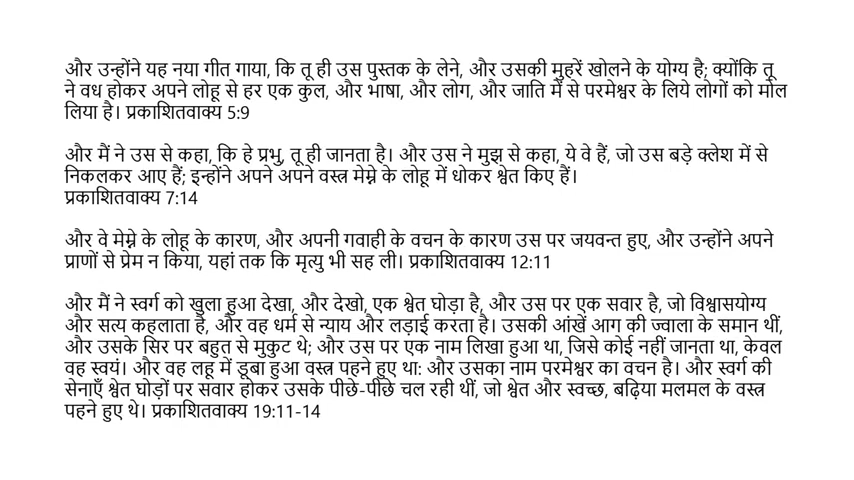 और उन्होंने यह नया गीत गाया, कि तू ही उस पुस्तक के लेने, और उसकी मुहरें खोलने के योग्य है; क्योंकि तू
ने वध होकर अपने लोहू से हर एक कुल, और भाषा, और लोग, और जाति में से परमेश्वर के लिये लोगों को मोल
लिया है। प्रकाशितवाक्य 5:9
और मैं ने उस से कहा, कि हे प्रभु, तू ही जानता है। और उस ने मुझ से कहा, ये वे हैं, जो उस बड़े क्लेश में से
निकलकर आए हैं; इन्होंने अपने अपने वस्त्र मेम्ने के लोहू में धोकर श्वेत किए हैं।
प्रकाशितवाक्य 7:14
और वे मेम्ने के लोहू के कारण, और अपनी गवाही के वचन के कारण उस पर जयवन्त हुए, और उन्होंने अपने
प्राणों से प्रेम न किया, यहां तक कि मृत्यु भी सह ली। प्रकाशितवाक्य 12:11
और मैं ने स्वर्ग को खुला हुआ देखा, और देखो, एक श्वेत घोड़ा है, और उस पर एक सवार है, जो विश्वासयोग्य
और सत्य कहलाता है, और वह धर्म से न्याय और लड़ाई करता है। उसकी आंखें आग की ज्वाला के समान थीं,
और उसके सिर पर बहुत से मुकुट थे; और उस पर एक नाम लिखा हुआ था, जिसे कोई नहीं जानता था, केवल
वह स्वयं। और वह लहू में डूबा हुआ वस्त्र पहने हुए था: और उसका नाम परमेश्वर का वचन है। और स्वर्ग की
सेनाएँ श्वेत घोड़ों पर सवार होकर उसके पीछे-पीछे चल रही थीं, जो श्वेत और स्वच्छ, बढ़िया मलमल के वस्त्र
पहने हुए थे। प्रकाशितवाक्य 19:11-14